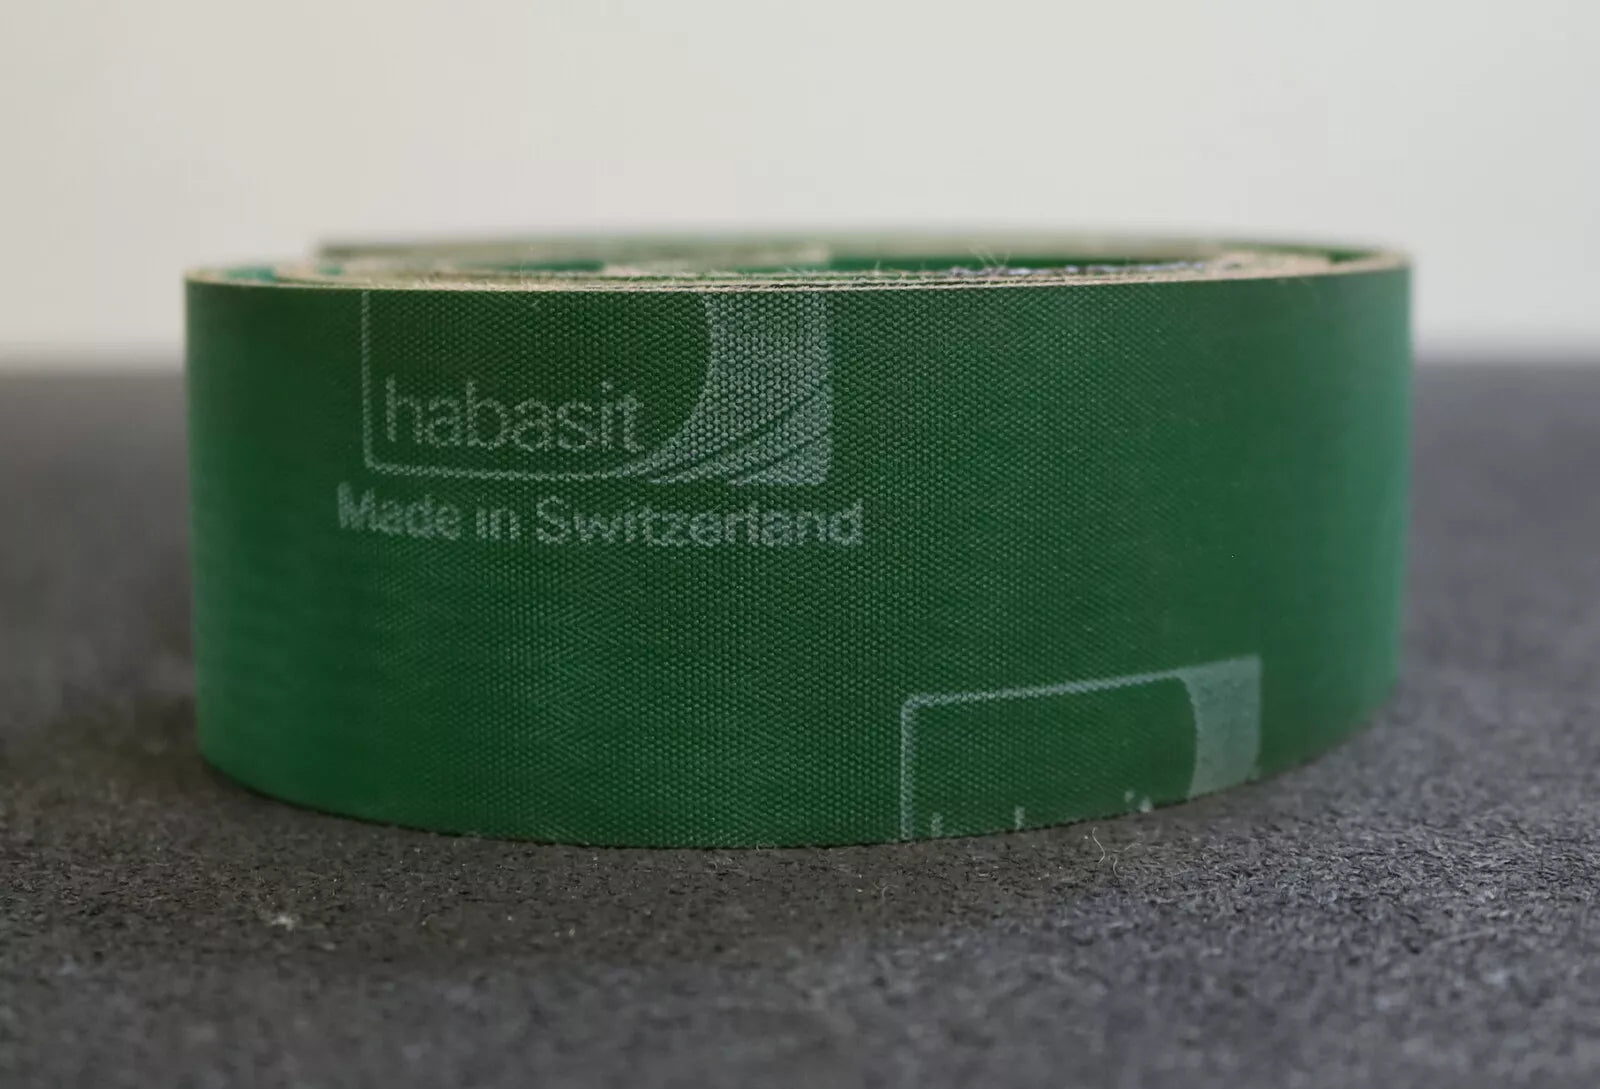 habasit
Made in Switzerland